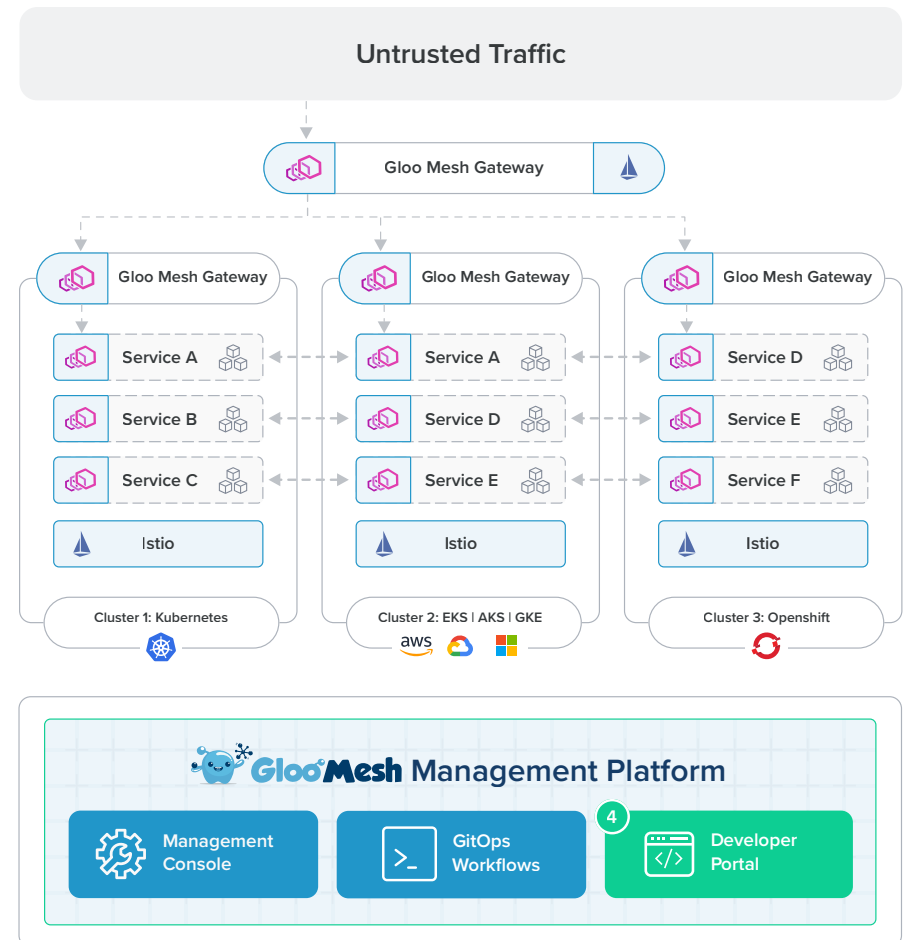 Untrusted Traffic
Gloo Mesh Gateway
Gloo Mesh Gateway
Gloo Mesh Gateway
Gloo Mesh Gateway
Service A
Service A
Service D
Service B
Service D
Service E
Service C
Service E
Service F
Istio
Istio
Istio
Cluster 1: Kubernetes
Cluster 2: EKS | AKS | GKE
Cluster 3: Openshift
aws
Gloo Mesh Management Platform
4
Management
Console
GitOps
Workflows
Developer
Portal